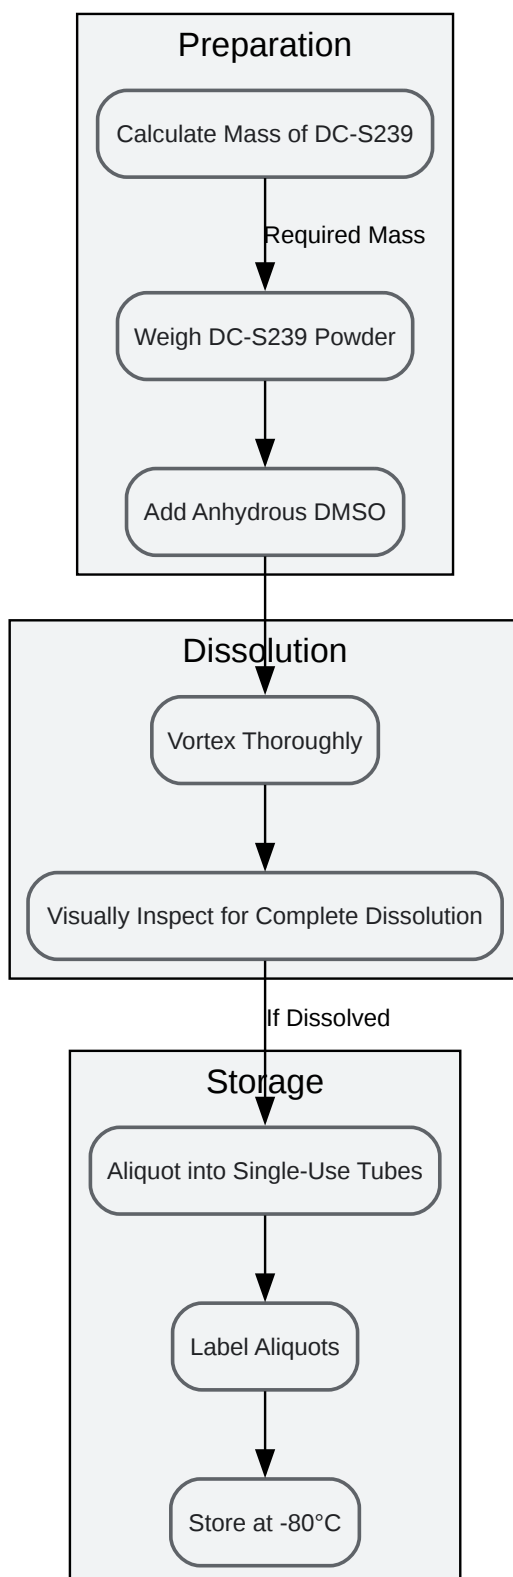 Preparation
Calculate Mass of DC-S239
Required Mass
Weigh DC-S239 Powder
Add Anhydrous DMSO
Dissolution
Vortex Thoroughly
Visually Inspect for Complete Dissolution
If Dissolved
Storage
Aliquot into Single-Use Tubes
Label Aliquots
Store at -80°C